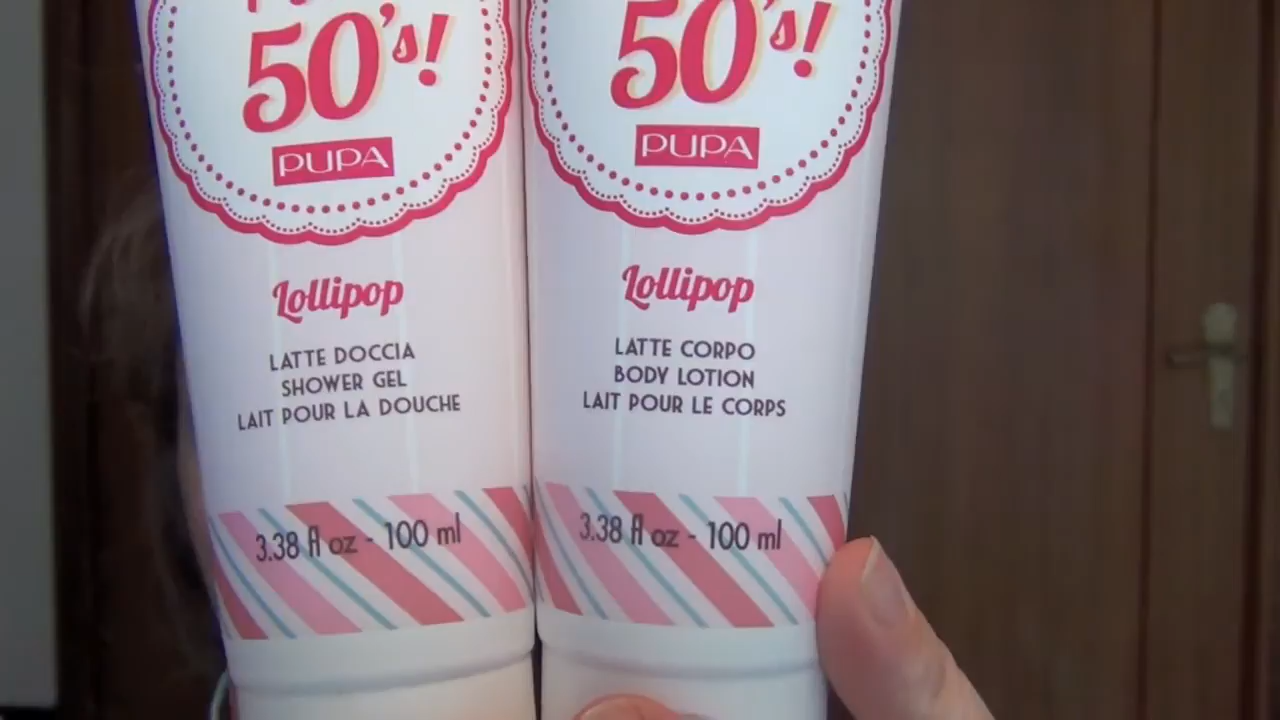 50's!
PUPA
Lollipop
LATTE DOCCIA
SHOWER GEL
LAIT POUR LA DOUCHE
3.38 fl oz - 100 ml
50's!
PUPA
Lollipop
LATTE CORPO
BODY LOTION
LAIT POUR LE CORPS
3.38 fl oz - 100 ml